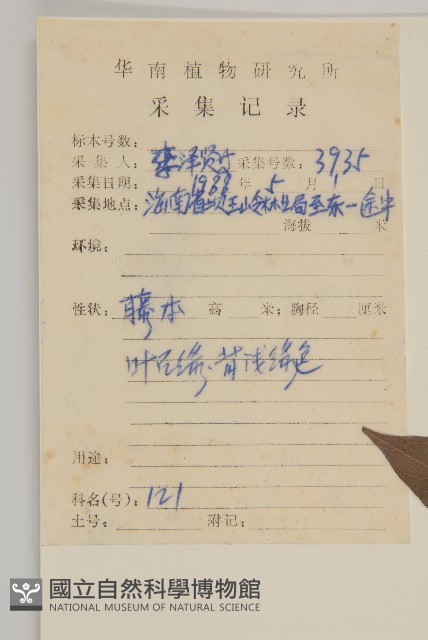 华南植物研究所
采集记录
标本号数:
采集人: 李泽贤 采集号数: 3935
采集日期: 1988年5月1日
采集地点: 海南省坝王岭林业局至东一途中
海拔 米
环境:
性状: 藤本 高 米; 胸径 厘米
叶面绿,背浅绿色
用途:
科名(号): 121
土名: 附记:
國立自然科學博物館
NATIONAL MUSEUM OF NATURAL SCIENCE